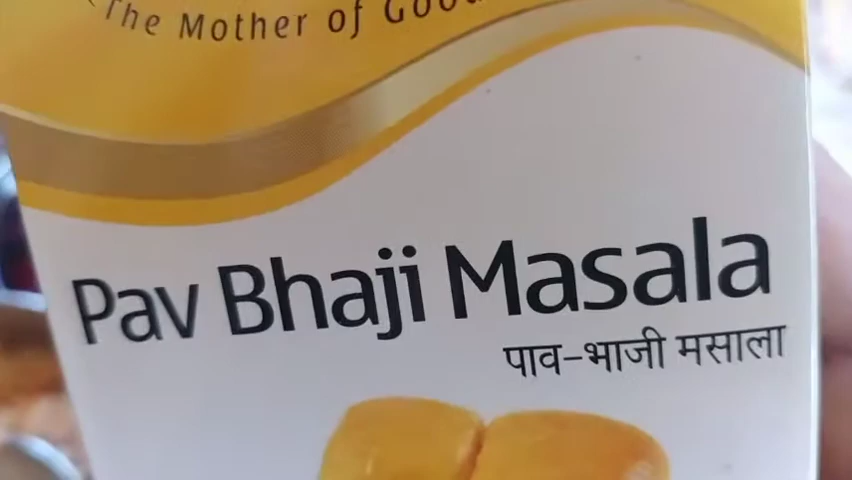 The Mother of
Pav Bhaji Masala
पाव-भाजी मसाला